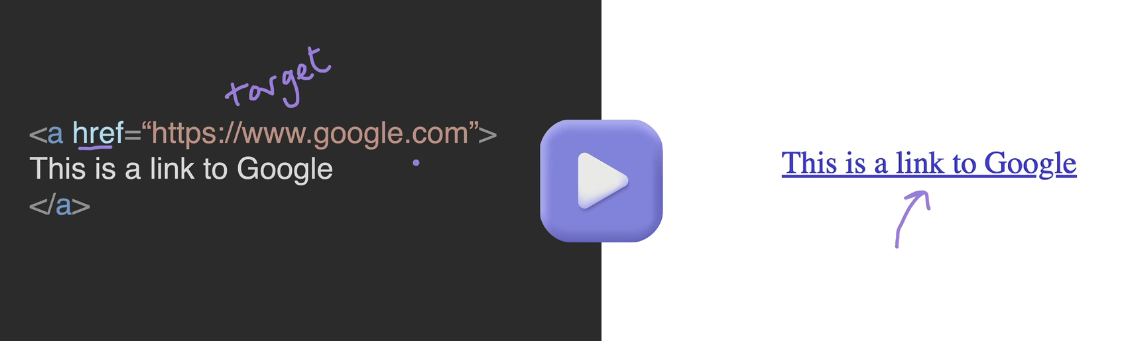 target
<a href=“https://www.google.com”>
This is a link to Google
</a>
This is a link to Google